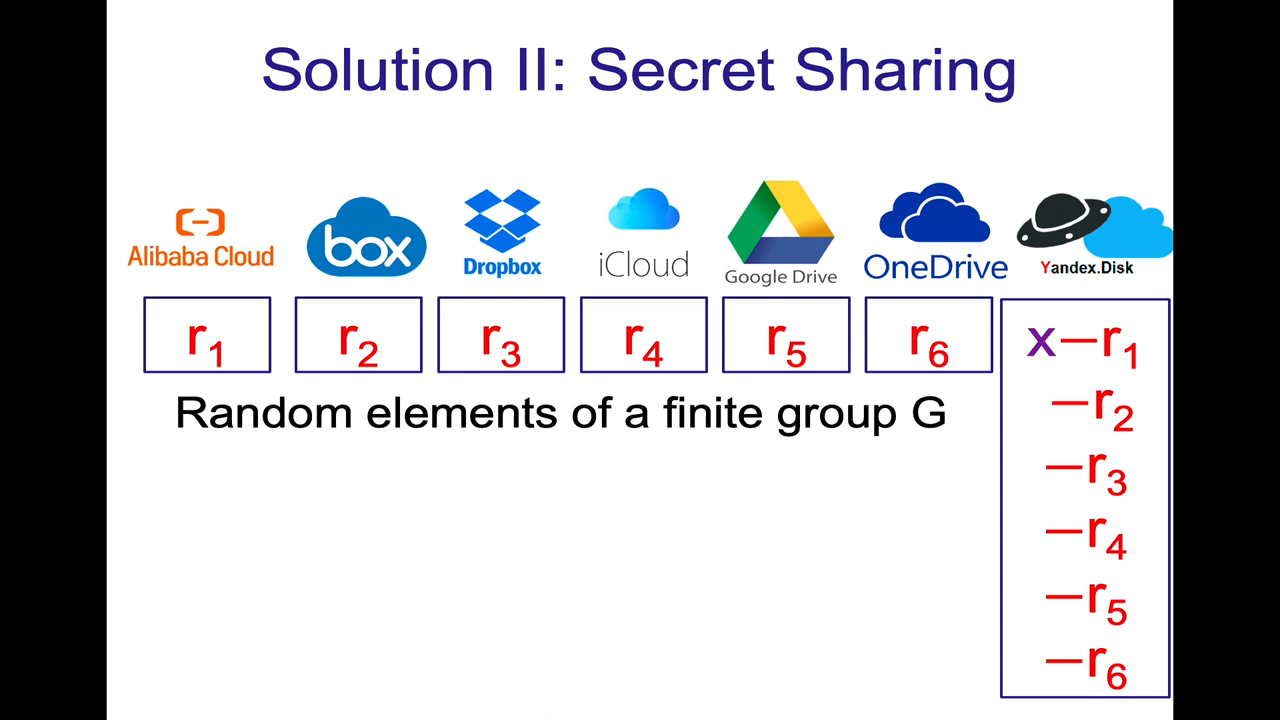 Solution II: Secret Sharing
Alibaba Cloud
box
Dropbox
iCloud
Google Drive
OneDrive
Yandex.Disk
r₁
r₂
r₃
r₄
r₅
r₆
x—r₁
—r₂
—r₃
—r₄
—r₅
—r₆
Random elements of a finite group G